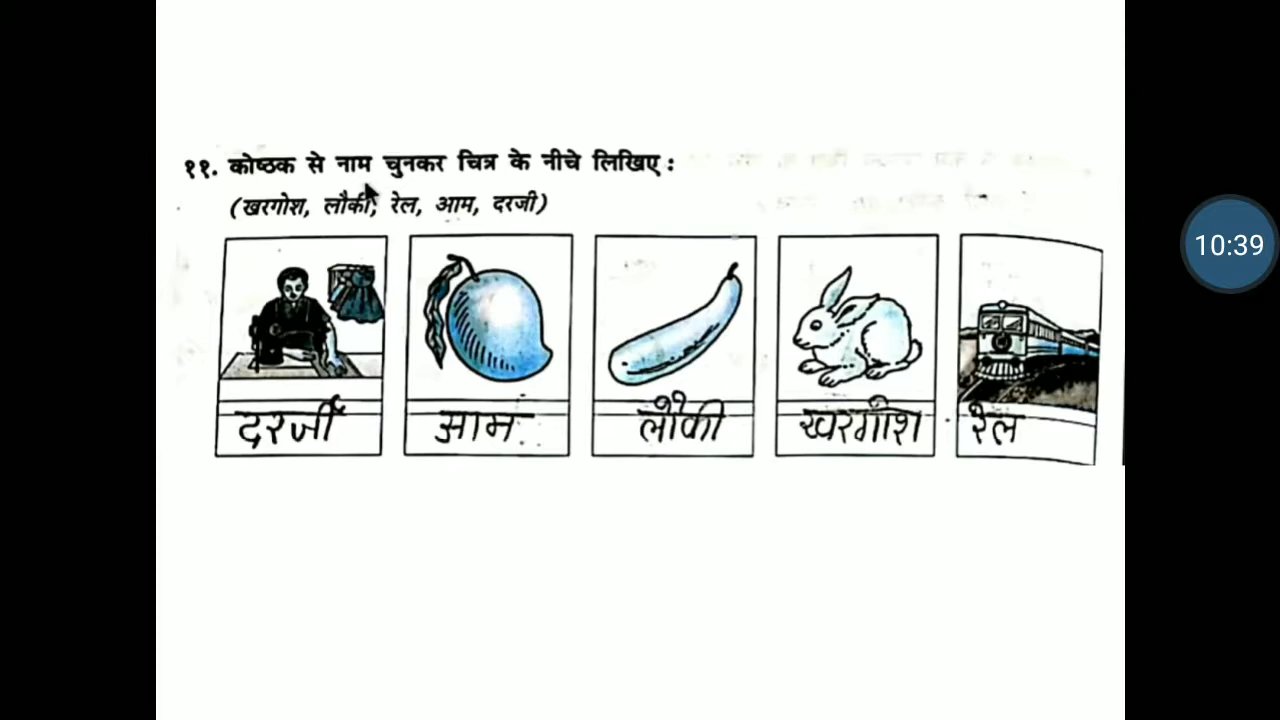 ११. कोष्ठक से नाम चुनकर चित्र के नीचे लिखिए :
(खरगोश, लौकी, रेल, आम, दरजी)
दरजी आम लौकी खरगोश रेल
10:39